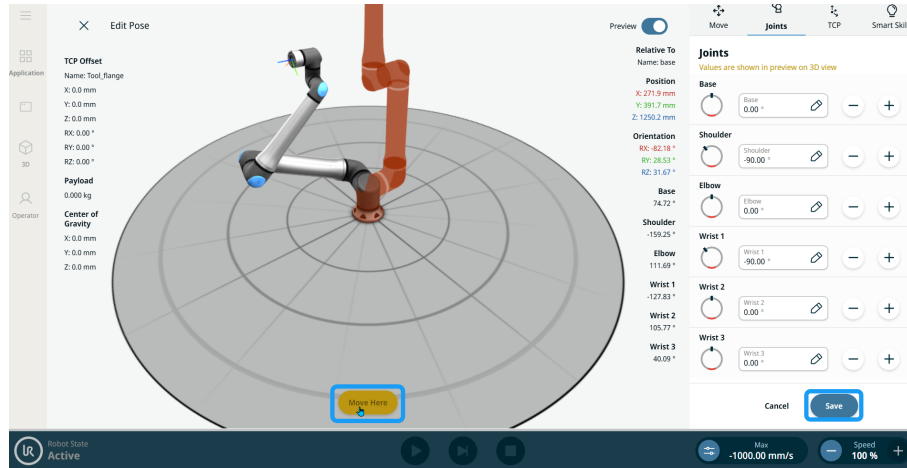 Edit Pose
Preview
TCP Offset
Name: Tool_flange
X: 0.0 mm
Y: 0.0 mm
Z: 0.0 mm
RX: 0.00 °
RY: 0.00 °
RZ: 0.00 °
Payload
0.000 kg
Center of
Gravity
X: 0.0 mm
Y: 0.0 mm
Z: 0.0 mm
Application
3D
Operator
Relative To
Name: base
Position
X: 271.9 mm
Y: 391.7 mm
Z: 1250.2 mm
Orientation
RX: -82.18 °
RY: 28.53 °
RZ: 31.67 °
Base
74.72 °
Shoulder
-159.25 °
Elbow
111.69 °
Wrist 1
-127.83 °
Wrist 2
105.77 °
Wrist 3
40.09 °
Move Here
Move
Joints
TCP
Smart Skil
Joints
Values are shown in preview on 3D view
Base
Base
0.00 °
Shoulder
Shoulder
-90.00 °
Elbow
Elbow
0.00 °
Wrist 1
Wrist 1
-90.00 °
Wrist 2
Wrist 2
0.00 °
Wrist 3
Wrist 3
0.00 °
Cancel
Save
UR
Robot State
Active
Max
-1000.00 mm/s
Speed
100 %